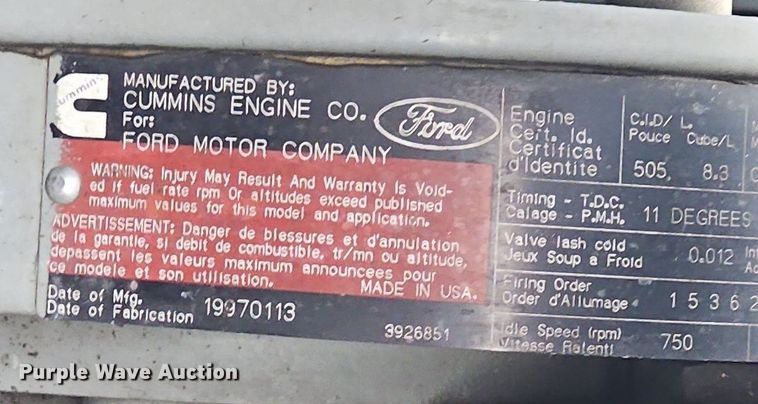 cummins
MANUFACTURED BY:
CUMMINS ENGINE CO.
For:
FORD MOTOR COMPANY
Ford
WARNING: Injury May Result And Warranty Is Void-
ed If fuel rate rpm Or altitudes exceed published
maximum values for this model and application.
ADVERTISSEMENT: Danger de blessures et d'annulation
de la garantie, si debit de combustible, tr/mn ou altitude,
depassent les valeurs maximum announcees pour
ce modele et son utilisation.
MADE IN USA.
Date of Mfg.
Date of Fabrication 19970113
3926851
Engine
Cert. Id.
Certificat
d'Identite
C.I.D/ L.
Pouce Cube/L
505. 8.3
Timing - T.D.C.
Calage - P.M.H. 11 DEGREES
Valve lash cold
Jeux Soup a Froid 0.012 Int
Firing Order
Order d'Allumage 1 5 3 6 2
Idle Speed (rpm)
Vitesse Ralenti 750
Purple Wave Auction